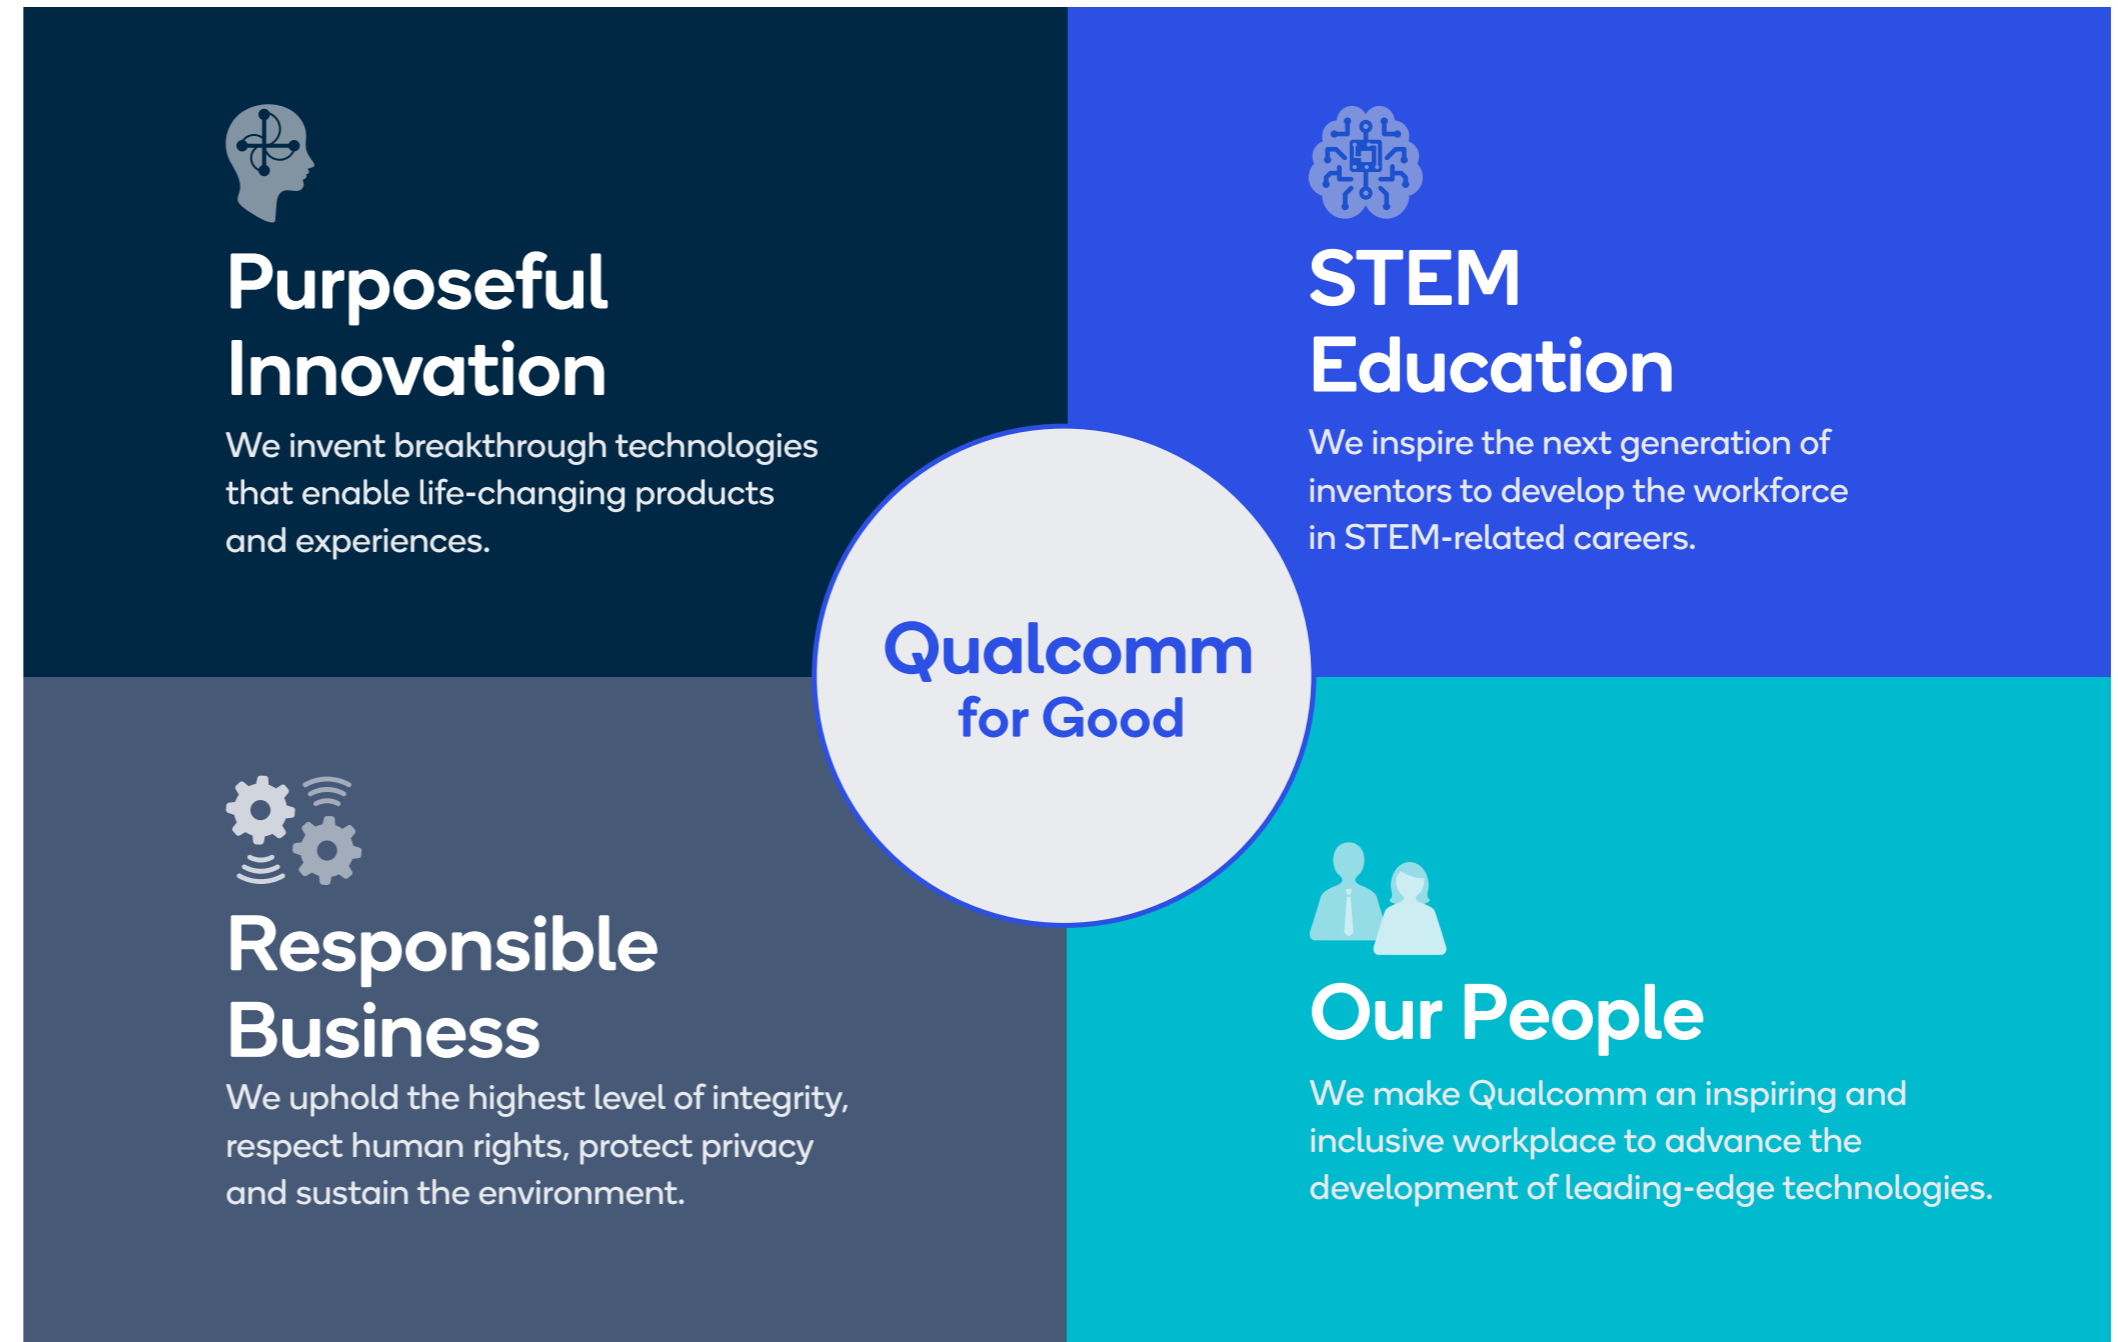 Purposeful
Innovation
We invent breakthrough technologies
that enable life-changing products
and experiences.
STEM
Education
We inspire the next generation of
inventors to develop the workforce
in STEM-related careers.
Qualcomm
for Good
Responsible
Business
We uphold the highest level of integrity,
respect human rights, protect privacy
and sustain the environment.
Our People
We make Qualcomm an inspiring and
inclusive workplace to advance the
development of leading-edge technologies.